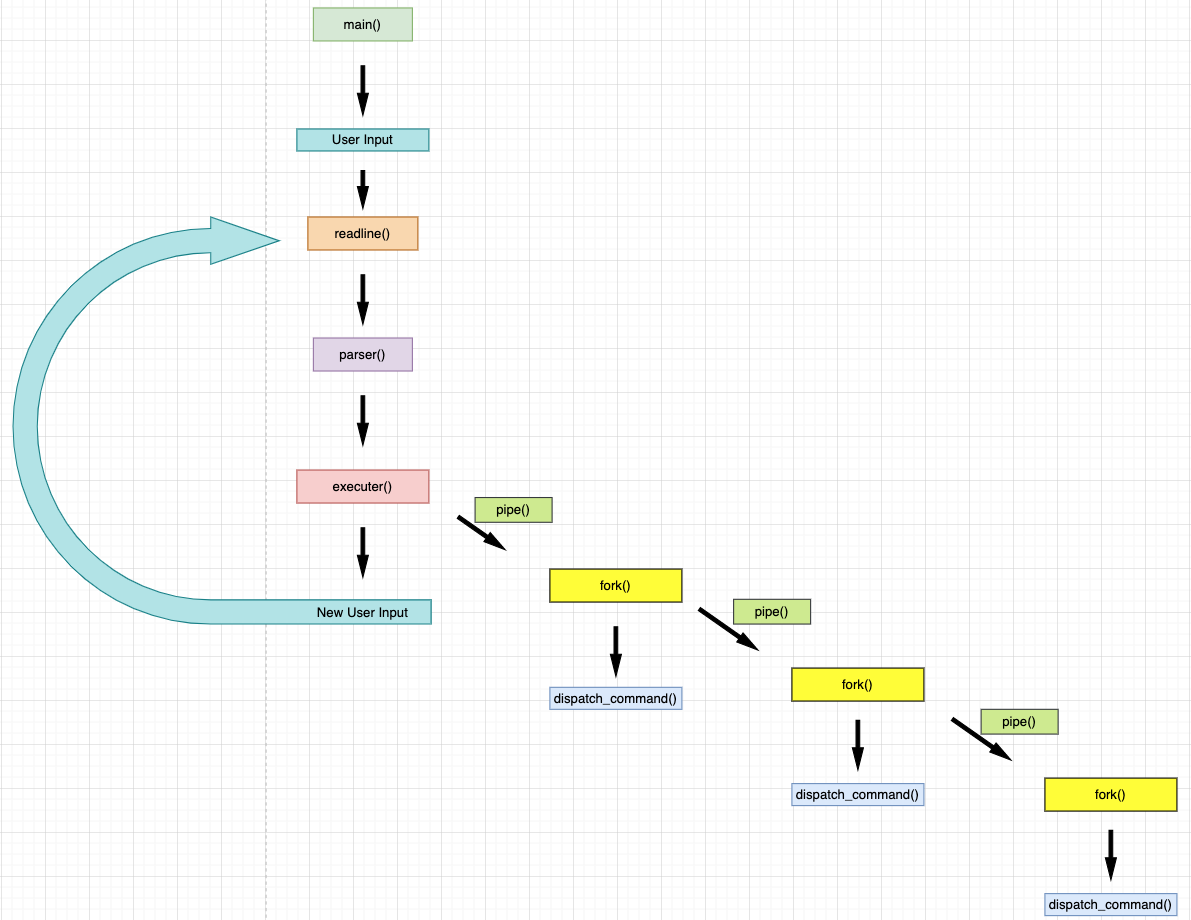 main()
User Input
readline()
parser()
executer()
pipe()
fork()
New User Input
pipe()
dispatch_command()
fork()
pipe()
dispatch_command()
fork()
dispatch_command()